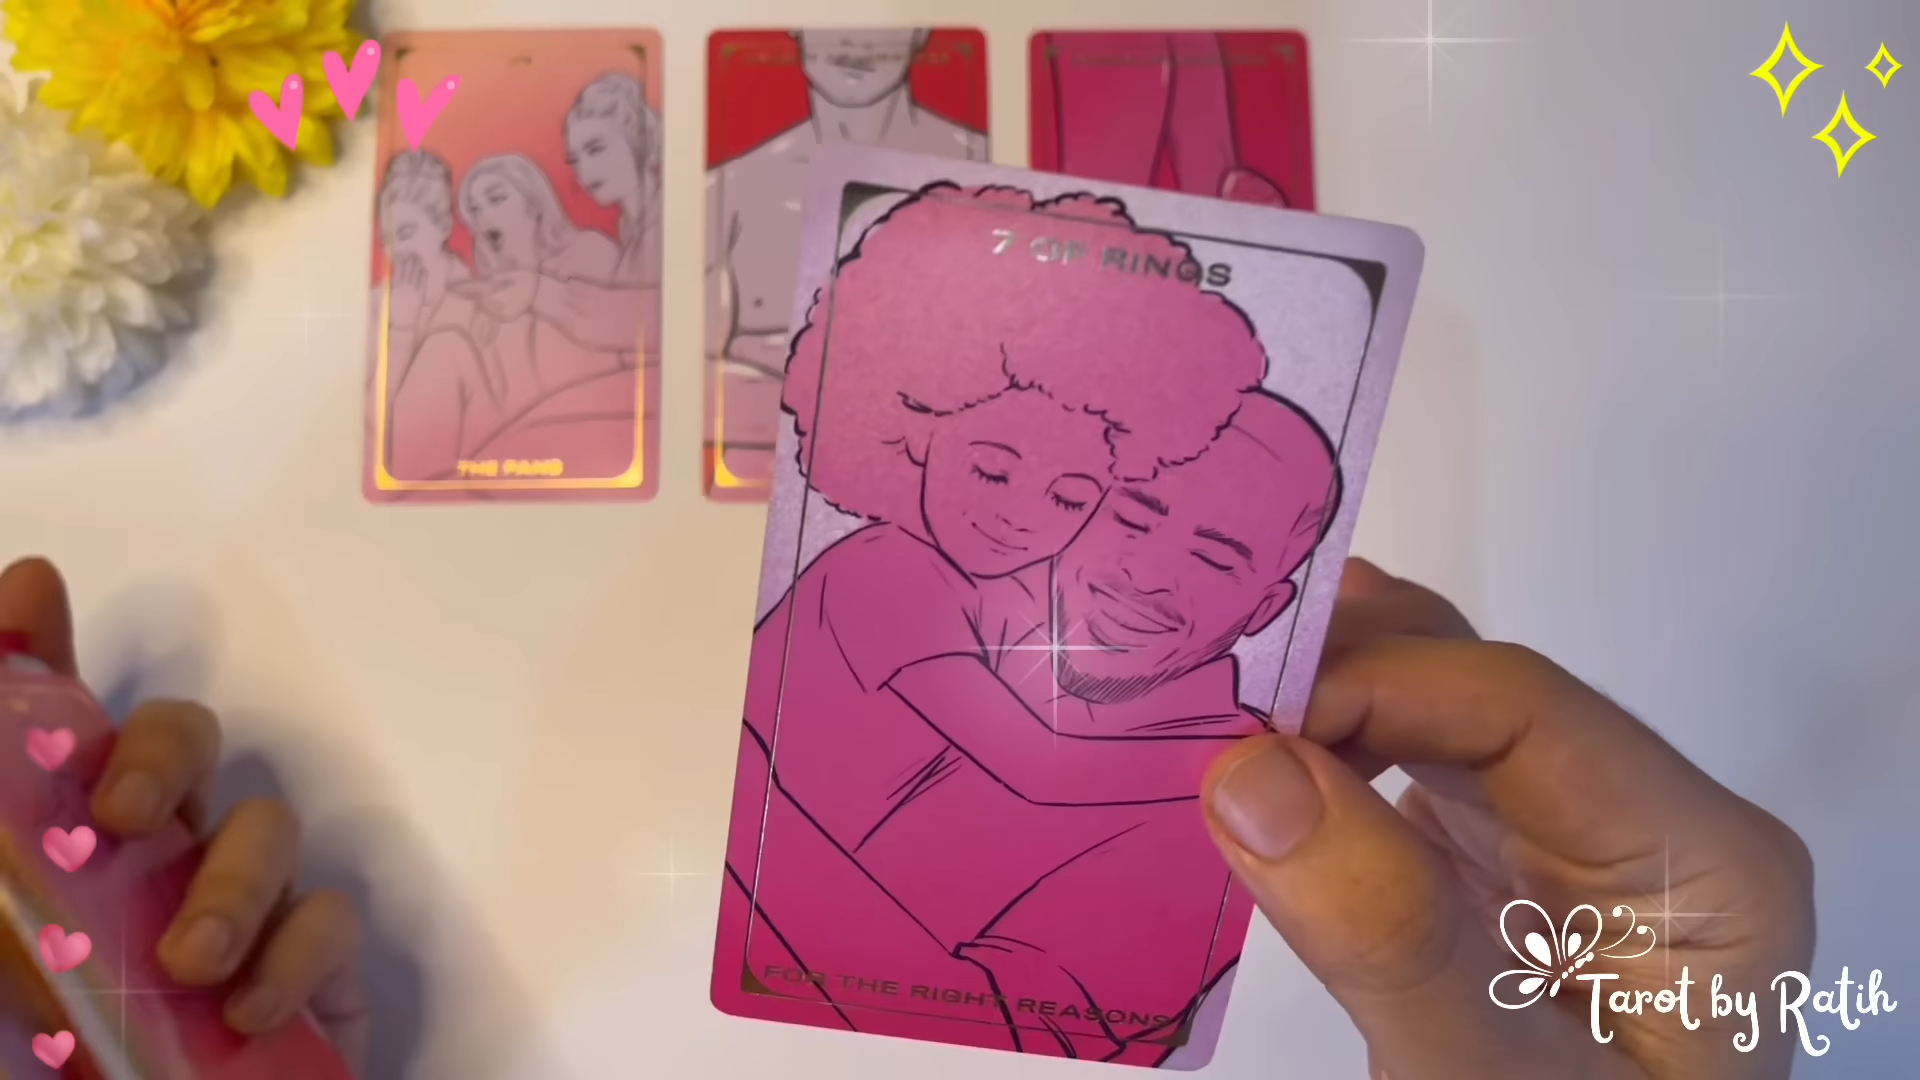 7 OF RINGS
FOR THE RIGHT REASONS
THE FANS
Tarot by Ratih